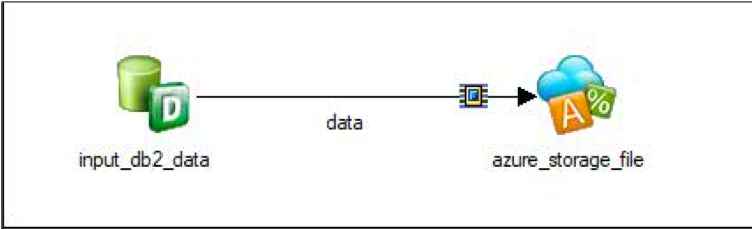 D
A
%
data
input_db2_data
azure_storage_file